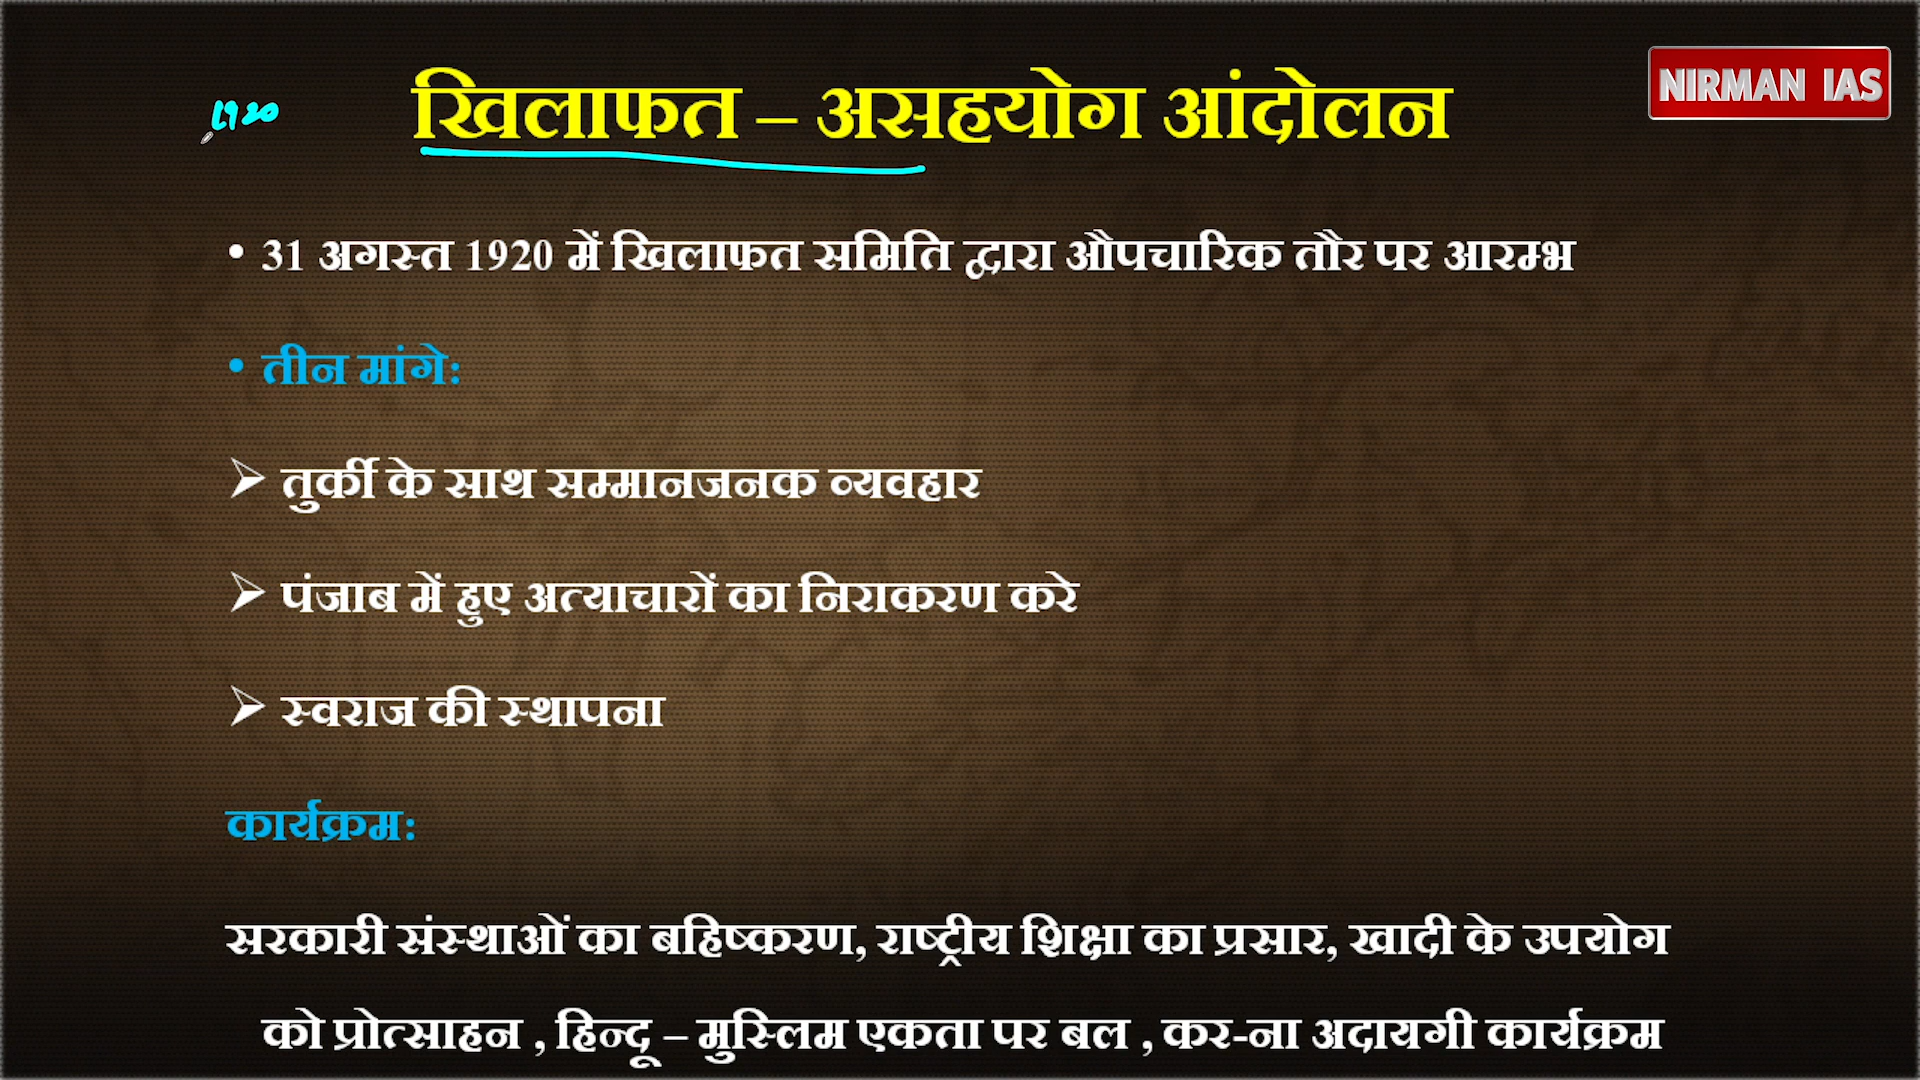 NIRMAN IAS
१९२०
खिलाफत – असहयोग आंदोलन
• 31 अगस्त 1920 में खिलाफत समिति द्वारा औपचारिक तौर पर आरम्भ
• तीन मांगे:
➢ तुर्की के साथ सम्मानजनक व्यवहार
➢ पंजाब में हुए अत्याचारों का निराकरण करे
➢ स्वराज की स्थापना
कार्यक्रम:
सरकारी संस्थाओं का बहिष्करण, राष्ट्रीय शिक्षा का प्रसार, खादी के उपयोग
को प्रोत्साहन , हिन्दू – मुस्लिम एकता पर बल , कर-ना अदायगी कार्यक्रम